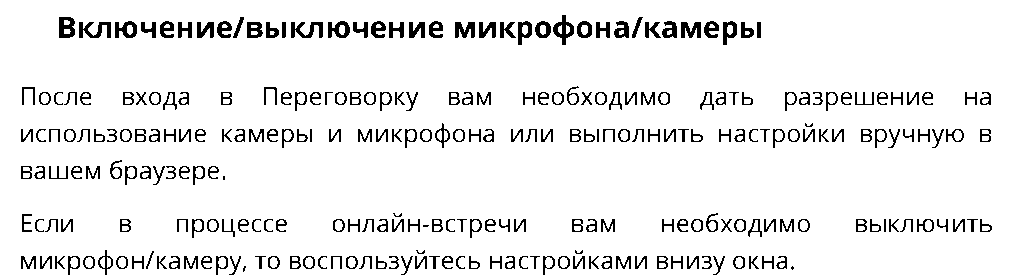 Включение/выключение микрофона/камеры
После входа в Переговорку вам необходимо дать разрешение на
использование камеры и микрофона или выполнить настройки вручную в
вашем браузере.
Если в процессе онлайн-встречи вам необходимо выключить
микрофон/камеру, то воспользуйтесь настройками внизу окна.